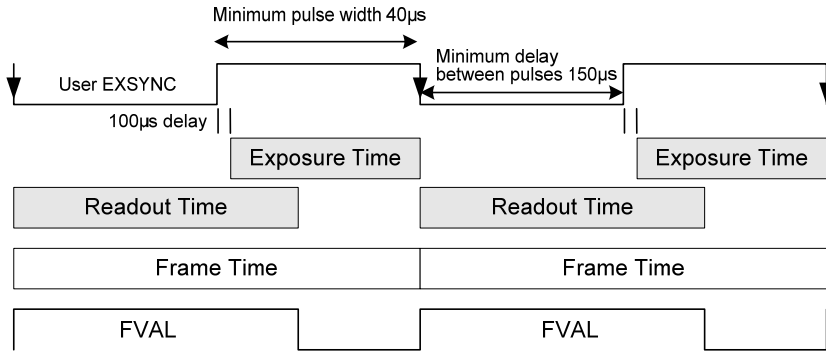 Minimum pulse width 40µs
Minimum delay
between pulses 150µs
User EXSYNC
100µs delay
Exposure Time
Exposure Time
Readout Time
Readout Time
Frame Time
Frame Time
FVAL
FVAL